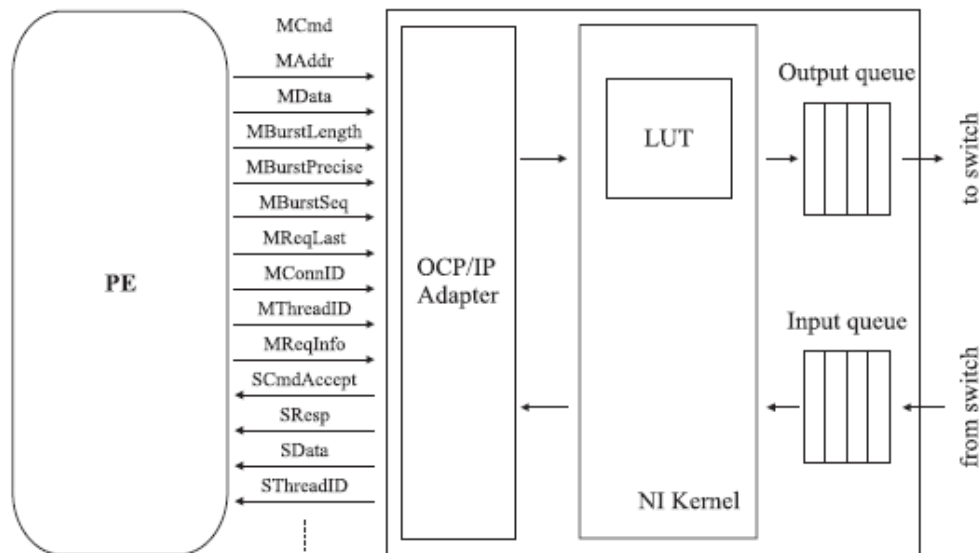 PE
MCmd
MAddr
MData
MBurstLength
MBurstPrecise
MBurstSeq
MReqLast
MConnID
MThreadID
MReqInfo
SCmdAccept
SResp
SData
SThreadID
OCP/IP
Adapter
LUT
NI Kernel
Output queue
to switch
Input queue
from switch